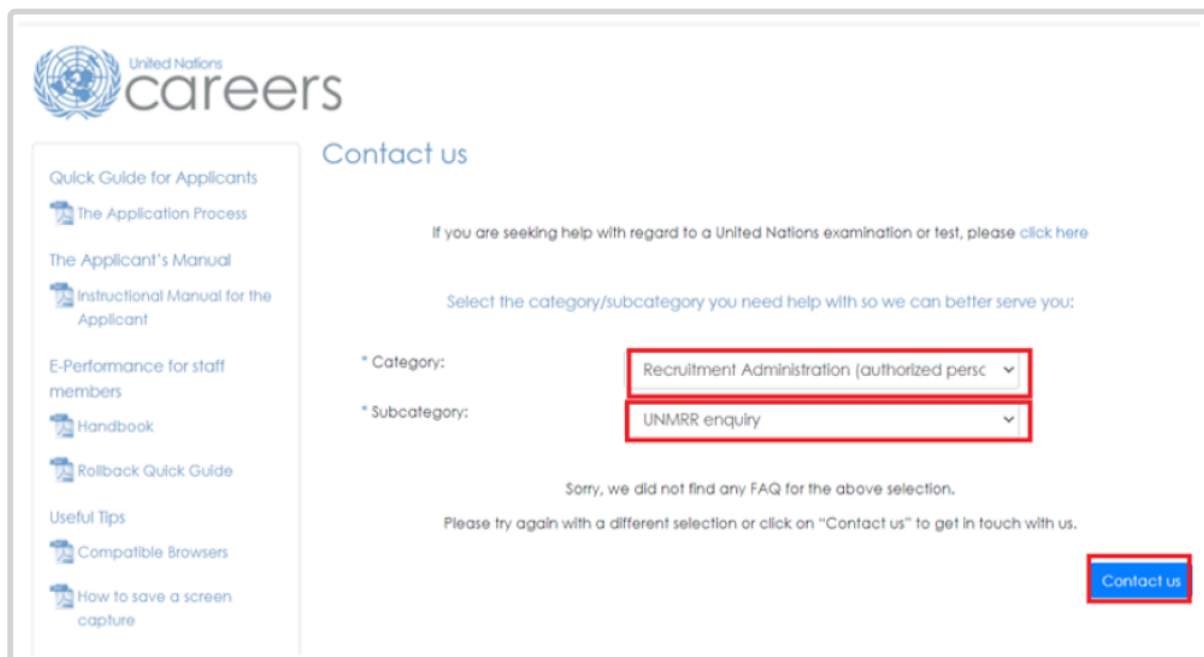 United Nations
careers
Quick Guide for Applicants
The Application Process
The Applicant's Manual
Instructional Manual for the
Applicant
E-Performance for staff
members
Handbook
Rollback Quick Guide
Useful Tips
Compatible Browsers
How to save a screen
capture
Contact us
If you are seeking help with regard to a United Nations examination or test, please click here
Select the category/subcategory you need help with so we can better serve you:
* Category:
Recruitment Administration (authorized persc
* Subcategory:
UNMRR enquiry
Sorry, we did not find any FAQ for the above selection.
Please try again with a different selection or click on "Contact us" to get in touch with us.
Contact us